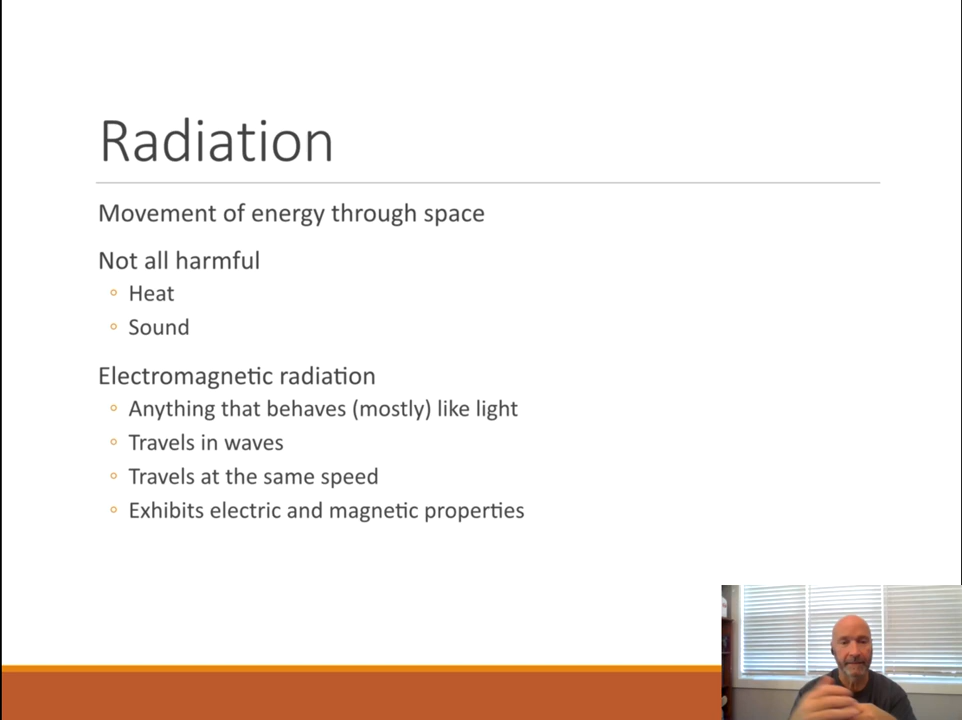 Radiation
Movement of energy through space
Not all harmful
◦ Heat
◦ Sound
Electromagnetic radiation
◦ Anything that behaves (mostly) like light
◦ Travels in waves
◦ Travels at the same speed
◦ Exhibits electric and magnetic properties